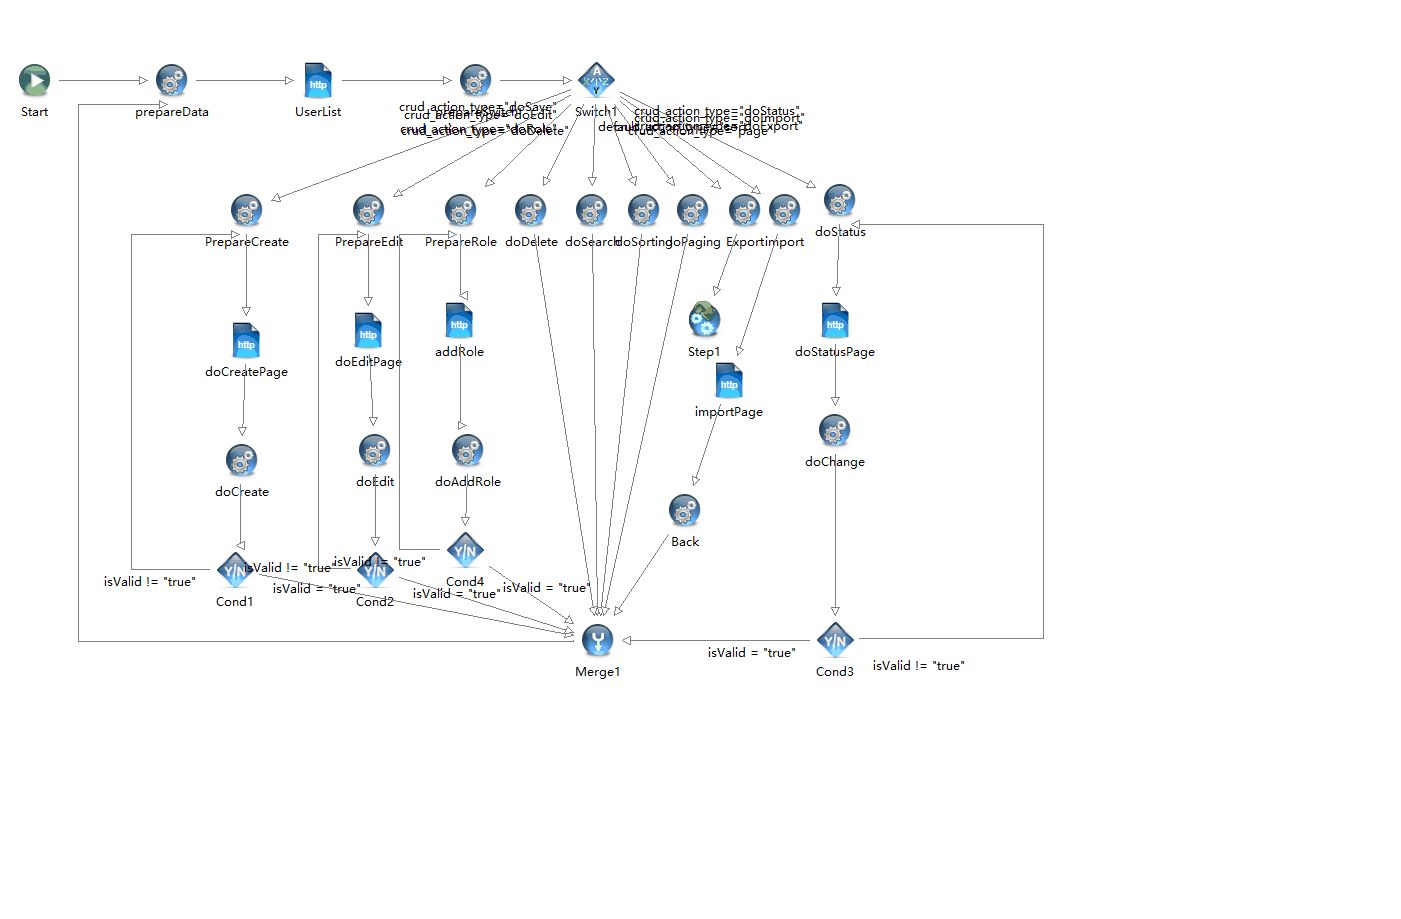 Start
prepareData
UserList
Switch1
crud_action_type="doSave"
crud_action_type="doEdit"
crud_action_type="doRole"
crud_action_type="doDelete"
crud_action_type="doStatus"
crud_action_type="doImport"
crud_action_type="doExport"
crud_action_type="page"
PrepareCreate
PrepareEdit
PrepareRole
doDelete
doSearch
doSorting
doPaging
Export
import
doStatus
doCreatePage
doEditPage
addRole
Step1
doStatusPage
importPage
doCreate
doEdit
doAddRole
doChange
Back
isValid != "true"
Cond1
isValid != "true"
isValid = "true"
Cond2
isValid != "true"
isValid = "true"
Cond4
isValid = "true"
Merge1
isValid = "true"
Cond3
isValid != "true"